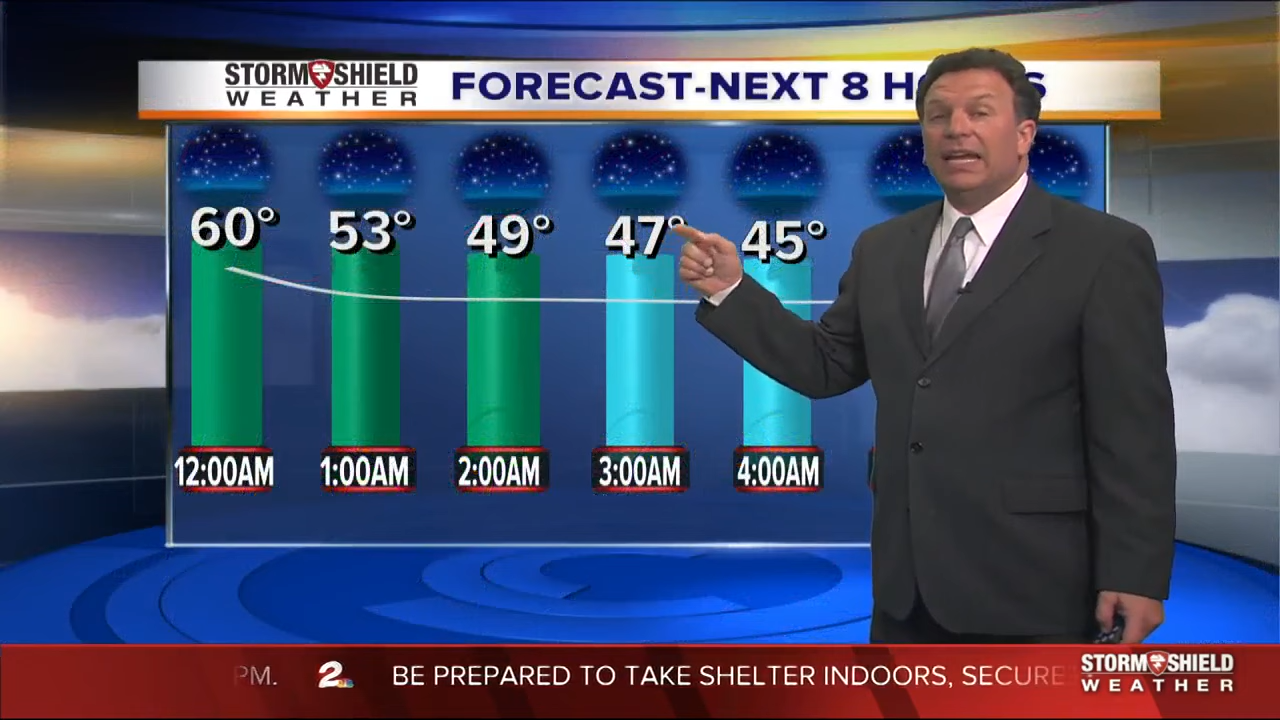 STORM SHIELD
WEATHER
FORECAST-NEXT 8 H S
60° 53° 49° 47° 45°
12:00AM 1:00AM 2:00AM 3:00AM 4:00AM
PM. 2 BE PREPARED TO TAKE SHELTER INDOORS, SECURE
STORM SHIELD
WEATHER